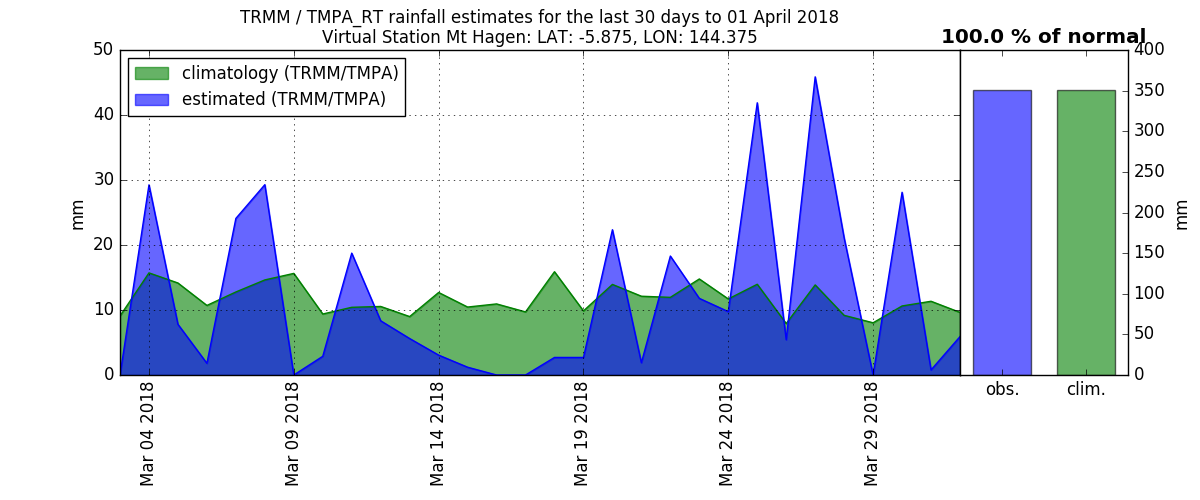 TRMM / TMPA_RT rainfall estimates for the last 30 days to 01 April 2018
Virtual Station Mt Hagen: LAT: -5.875, LON: 144.375
100.0 % of normal
climatology (TRMM/TMPA)
estimated (TRMM/TMPA)
50
40
30
20
10
0
mm
Mar 04 2018
Mar 09 2018
Mar 14 2018
Mar 19 2018
Mar 24 2018
Mar 29 2018
400
350
300
250
200
150
100
50
0
mm
obs.
clim.